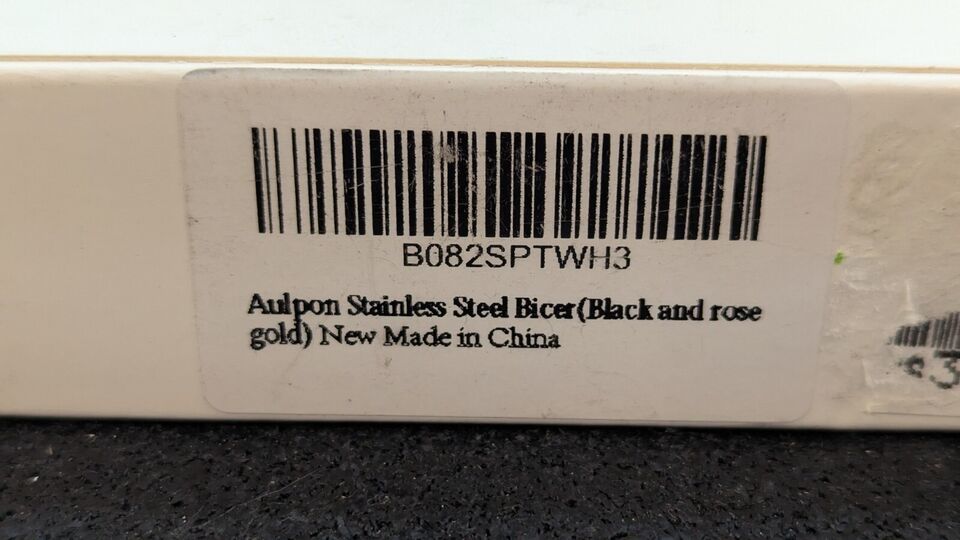 B082SPTWH3
Aulpon Stainless Steel Bicer(Black and rose
gold) New Made in China